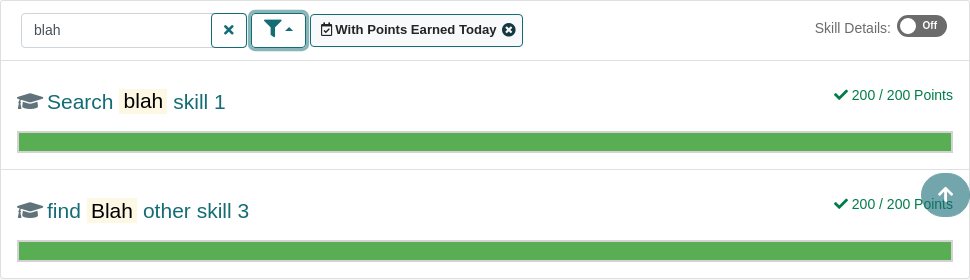 blah With Points Earned Today Skill Details: Off
Search blah skill 1 200 / 200 Points
find Blah other skill 3 200 / 200 Points